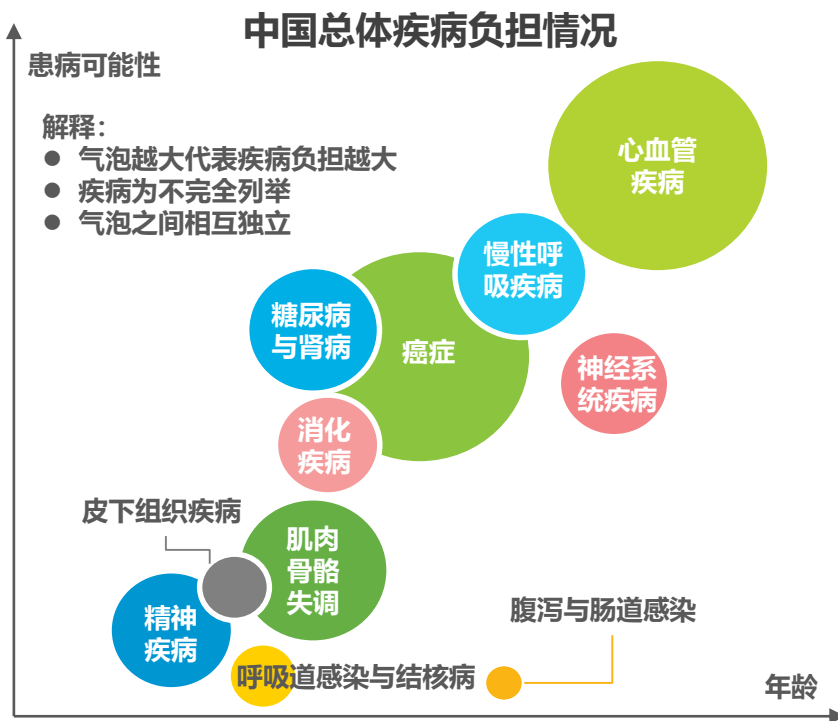 中国总体疾病负担情况
患病可能性
解释：
● 气泡越大代表疾病负担越大
● 疾病为不完全列举
● 气泡之间相互独立
心血管
疾病
慢性呼
吸疾病
糖尿病
与肾病
癌症
神经系
统疾病
消化
疾病
皮下组织疾病
肌肉
骨骼
失调
精神
疾病
腹泻与肠道感染
呼吸道感染与结核病
年龄